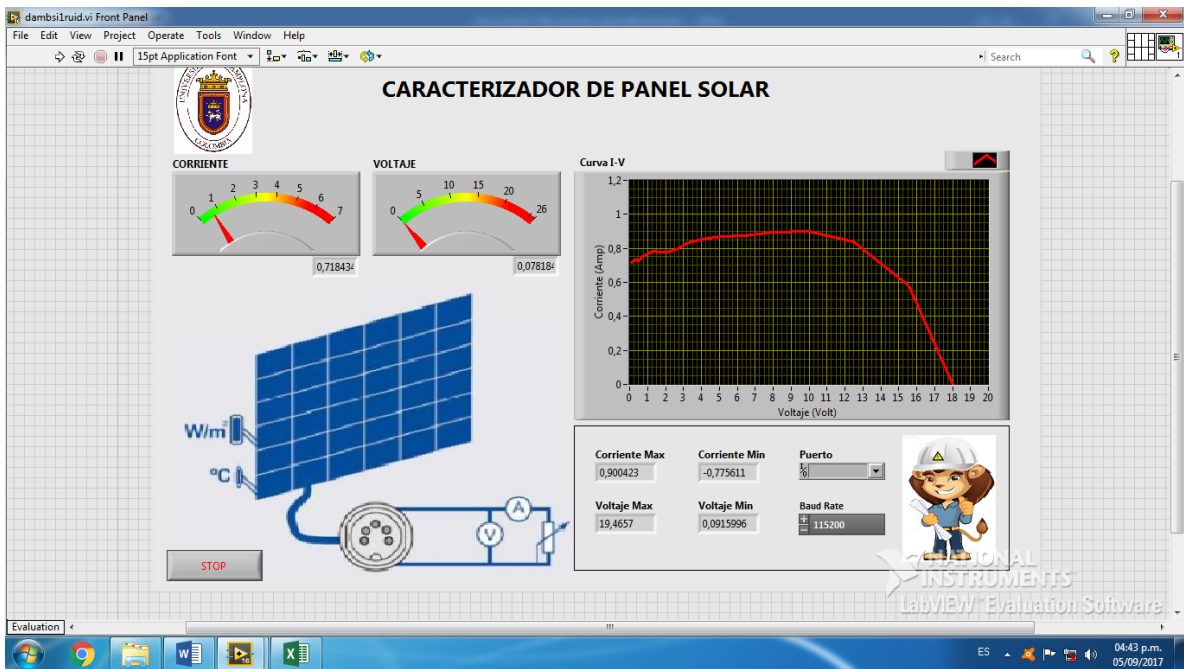 dambsi1ruid.vi Front Panel
File Edit View Project Operate Tools Window Help
15pt Application Font
Search
CARACTERIZADOR DE PANEL SOLAR
COLOMBIA
CORRIENTE
0 1 2 3 4 5 6 7
0,718434
VOLTAJE
0 5 10 15 20 26
0,078184
Curva I-V
1,2
1
0,8
0,6
0,4
0,2
0
Corriente (Amp)
0 1 2 3 4 5 6 7 8 9 10 11 12 13 14 15 16 17 18 19 20
Voltaje (Volt)
W/m²
°C
A
V
STOP
Corriente Max Corriente Min Puerto
0,900423 -0,775611
Voltaje Max Voltaje Min Baud Rate
19,4657 0,0915996 115200
NATIONAL
INSTRUMENTS
LabVIEW™ Evaluation Software
Evaluation
ES 04:43 p.m.
05/09/2017